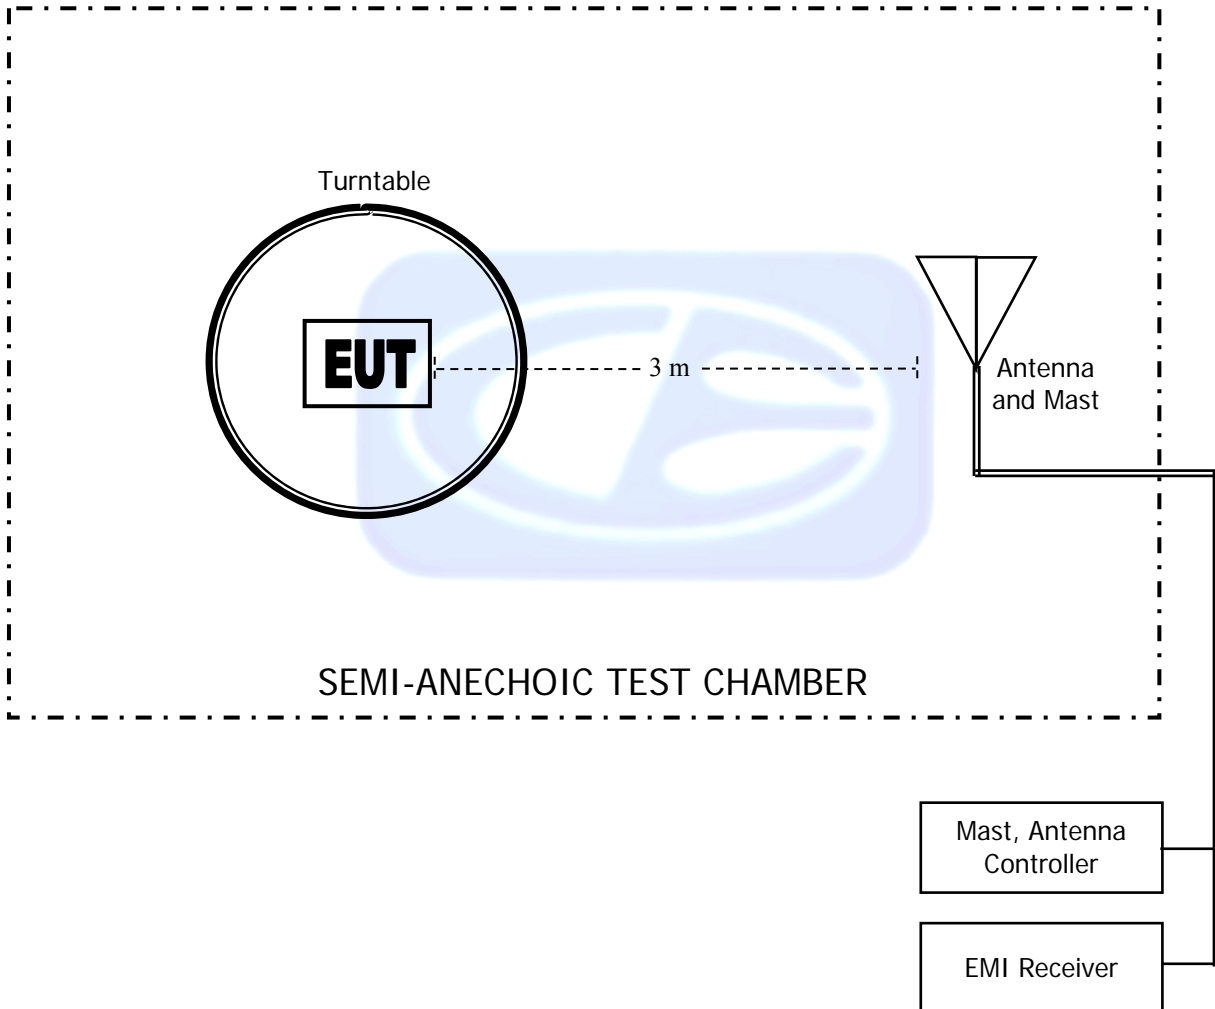 Turntable
EUT
3 m
Antenna
and Mast
SEMI-ANECHOIC TEST CHAMBER
Mast, Antenna
Controller
EMI Receiver